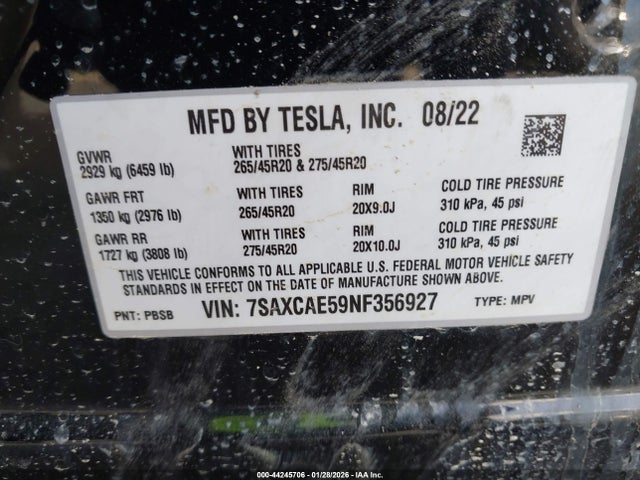 MFD BY TESLA, INC. 08/22
GVWR
2929 kg (6459 lb)
WITH TIRES
265/45R20 & 275/45R20
GAWR FRT
1350 kg (2976 lb)
WITH TIRES
265/45R20
RIM
20X9.0J
COLD TIRE PRESSURE
310 kPa, 45 psi
GAWR RR
1727 kg (3808 lb)
WITH TIRES
275/45R20
RIM
20X10.0J
COLD TIRE PRESSURE
310 kPa, 45 psi
THIS VEHICLE CONFORMS TO ALL APPLICABLE U.S. FEDERAL MOTOR VEHICLE SAFETY
STANDARDS IN EFFECT ON THE DATE OF MANUFACTURE SHOWN ABOVE.
PNT: PBSB
VIN: 7SAXCAE59NF356927
TYPE: MPV
000-44245706 - 01/28/2026 - IAA Inc.